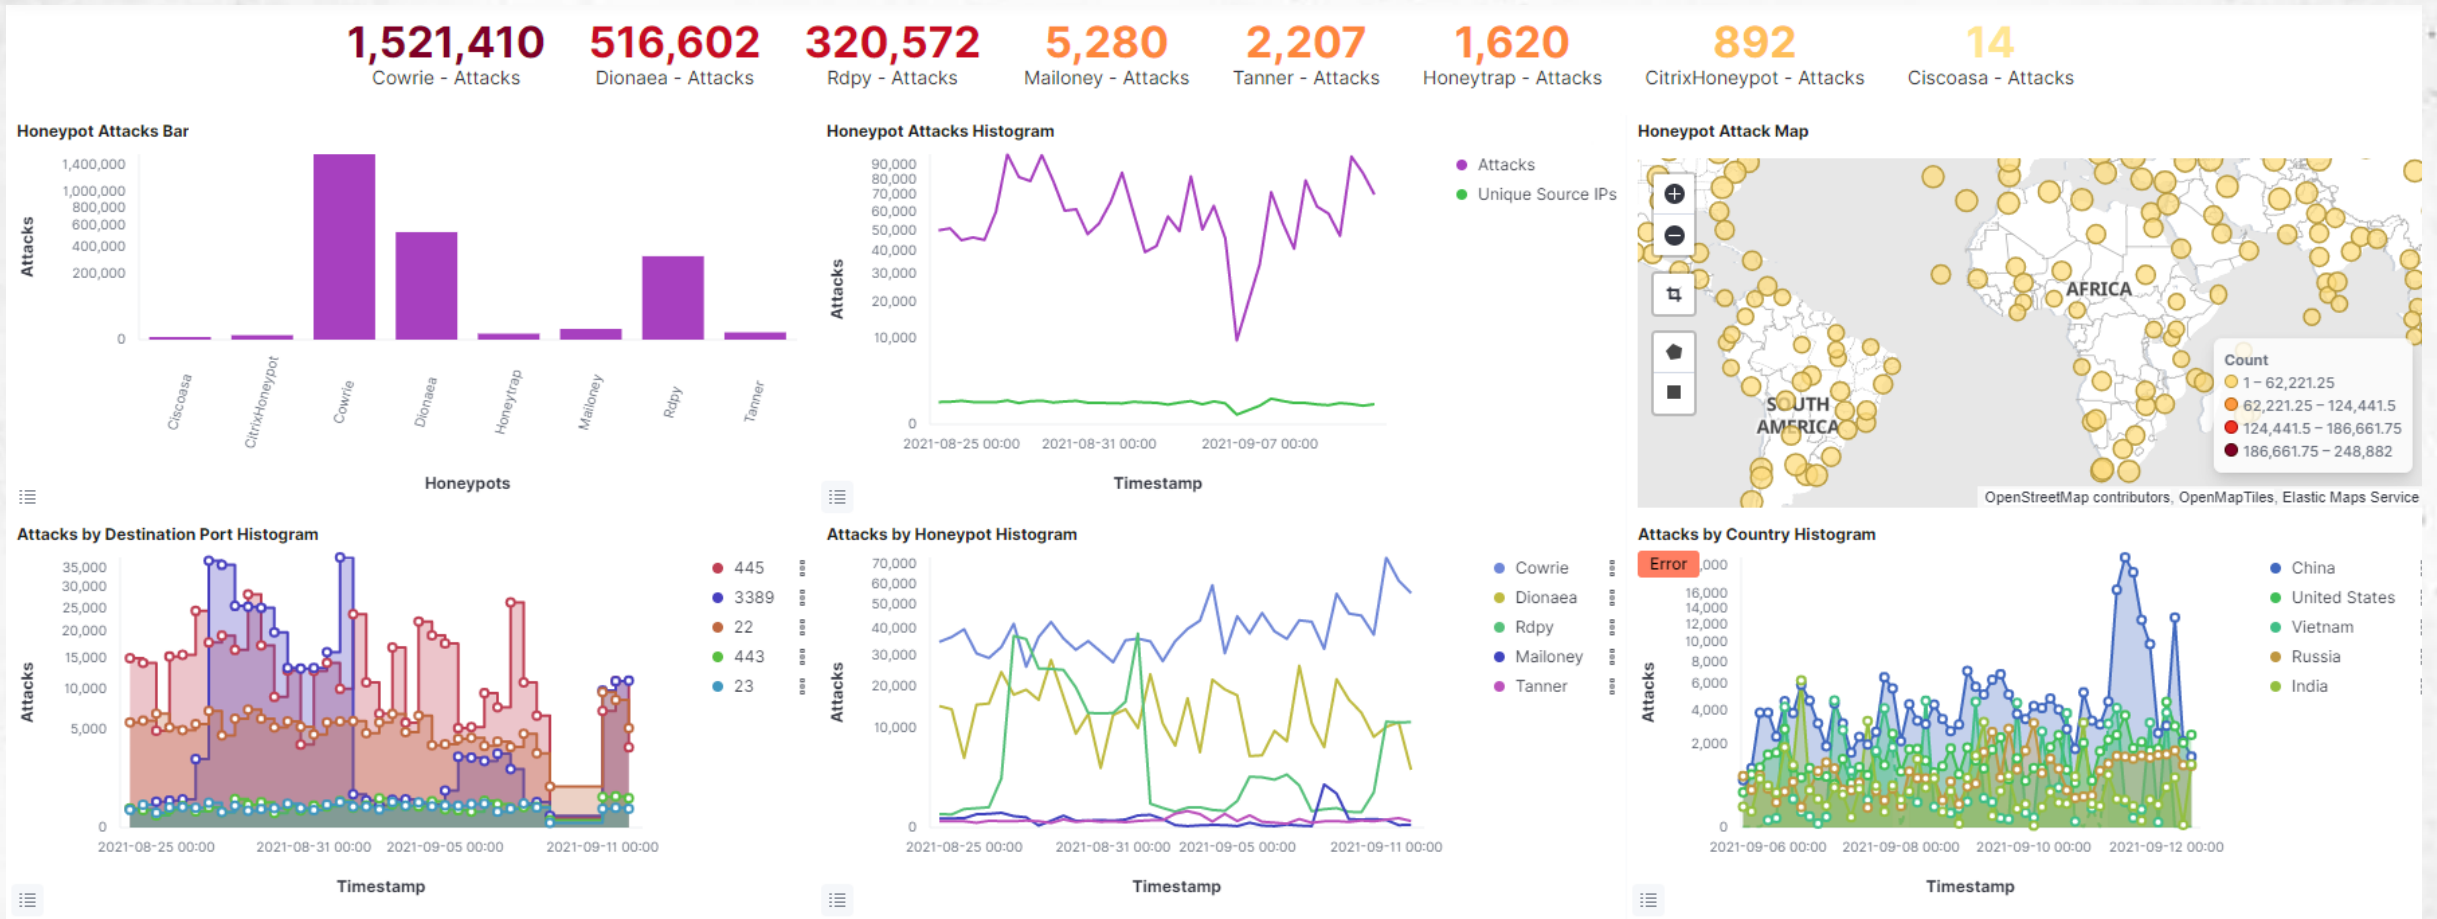 1,521,410 516,602 320,572 5,280 2,207 1,620 892 14
Cowrie - Attacks Dionaea - Attacks Rdpy - Attacks Mailoney - Attacks Tanner - Attacks Honeytrap - Attacks CitrixHoneypot - Attacks Ciscoasa - Attacks
Honeypot Attacks Bar
1,400,000
1,000,000
800,000
600,000
400,000
200,000
0
Attacks
Ciscoasa CitrixHoneypot Cowrie Dionaea Honeytrap Mailoney Rdpy Tanner
Honeypots
Honeypot Attacks Histogram
90,000
80,000
70,000
60,000
50,000
40,000
30,000
20,000
10,000
0
Attacks
2021-08-25 00:00 2021-08-31 00:00 2021-09-07 00:00
Timestamp
Attacks
Unique Source IPs
Honeypot Attack Map
AFRICA
SOUTH
AMERICA
Count
1 – 62,221.25
62,221.25 – 124,441.5
124,441.5 – 186,661.75
186,661.75 – 248,882
OpenStreetMap contributors, OpenMapTiles, Elastic Maps Service
Attacks by Destination Port Histogram
35,000
30,000
25,000
20,000
15,000
10,000
5,000
0
Attacks
2021-08-25 00:00 2021-08-31 00:00 2021-09-05 00:00 2021-09-11 00:00
Timestamp
445
3389
22
443
23
Attacks by Honeypot Histogram
70,000
60,000
50,000
40,000
30,000
20,000
10,000
0
Attacks
2021-08-25 00:00 2021-08-31 00:00 2021-09-05 00:00 2021-09-11 00:00
Timestamp
Cowrie
Dionaea
Rdpy
Mailoney
Tanner
Attacks by Country Histogram
Error
,000
16,000
14,000
12,000
10,000
8,000
6,000
4,000
2,000
0
Attacks
2021-09-06 00:00 2021-09-08 00:00 2021-09-10 00:00 2021-09-12 00:00
Timestamp
China
United States
Vietnam
Russia
India